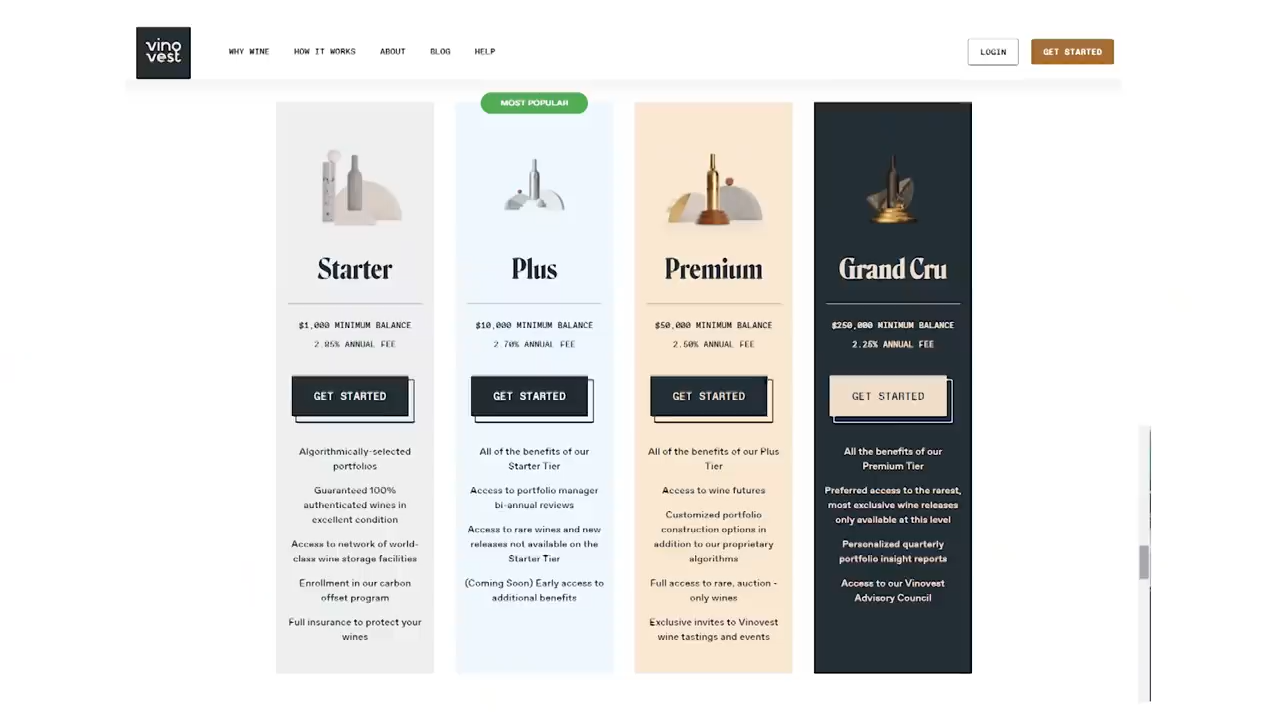 vino
vest
WHY WINE
HOW IT WORKS
ABOUT
BLOG
HELP
LOGIN
GET STARTED
MOST POPULAR
Starter
$1,000 MINIMUM BALANCE
2.85% ANNUAL FEE
GET STARTED
Algorithmically-selected
portfolios
Guaranteed 100%
authenticated wines in
excellent condition
Access to network of world-
class wine storage facilities
Enrollment in our carbon
offset program
Full insurance to protect your
wines
Plus
$10,000 MINIMUM BALANCE
2.70% ANNUAL FEE
GET STARTED
All of the benefits of our
Starter Tier
Access to portfolio manager
bi-annual reviews
Access to rare wines and new
releases not available on the
Starter Tier
(Coming Soon) Early access to
additional benefits
Premium
$50,000 MINIMUM BALANCE
2.50% ANNUAL FEE
GET STARTED
All of the benefits of our Plus
Tier
Access to wine futures
Customized portfolio
construction options in
addition to our proprietary
algorithms
Full access to rare, auction -
only wines
Exclusive invites to Vinovest
wine tastings and events
Grand Cru
$250,000 MINIMUM BALANCE
2.25% ANNUAL FEE
GET STARTED
All the benefits of our
Premium Tier
Preferred access to the rarest,
most exclusive wine releases
only available at this level
Personalized quarterly
portfolio insight reports
Access to our Vinovest
Advisory Council